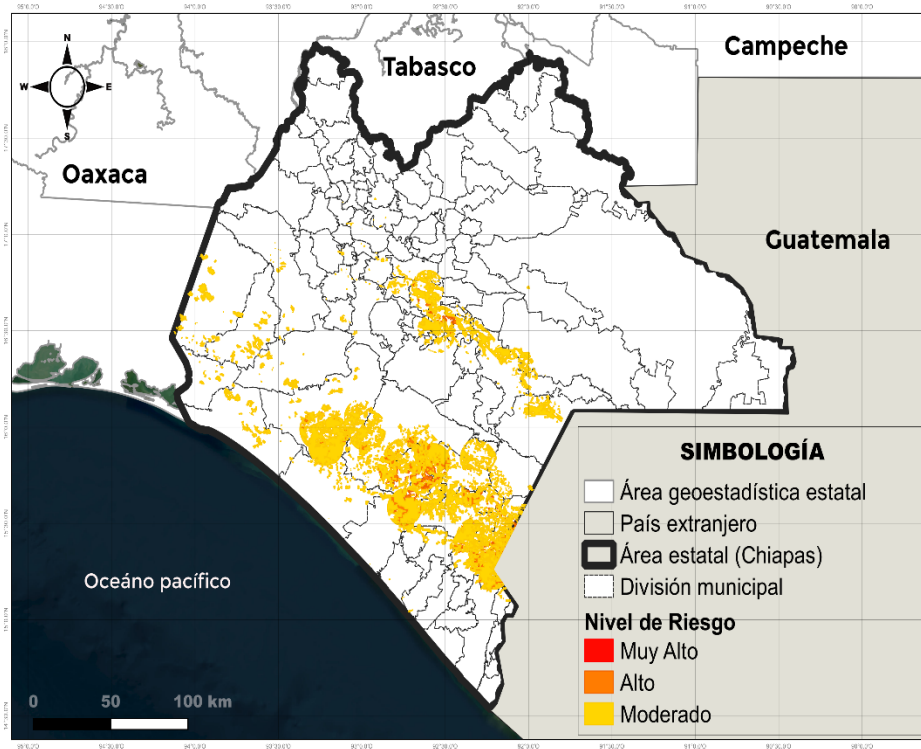 N
W
E
S
Campeche
Tabasco
Oaxaca
Guatemala
Oceáno pacífico
0 50 100 km
SIMBOLOGÍA
Área geoestadística estatal
País extranjero
Área estatal (Chiapas)
División municipal
Nivel de Riesgo
Muy Alto
Alto
Moderado